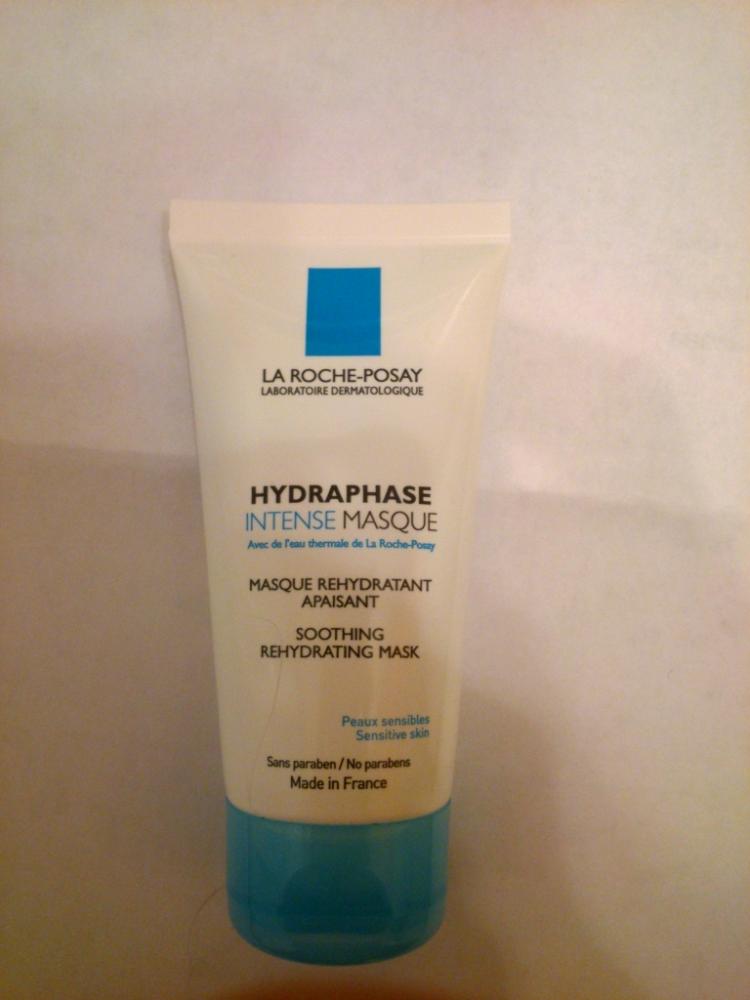 LA ROCHE-POSAY
LABORATOIRE DERMATOLOGIQUE
HYDRAPHASE
INTENSE MASQUE
Avec de l'eau thermale de La Roche-Posay
MASQUE REHYDRATANT
APAISANT
SOOTHING
REHYDRATING MASK
Peaux sensibles
Sensitive skin
Sans paraben / No parabens
Made in France